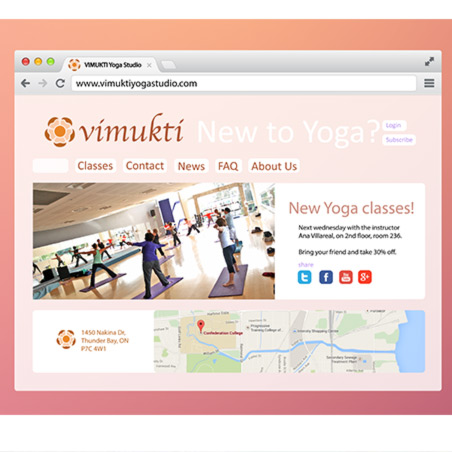 VIMUKTI Yoga Studio
www.vimuktiyogastudio.com
vimukti
New to Yoga?
Login
Subscribe
Classes
Contact
News
FAQ
About Us
New Yoga classes!
Next wednesday with the instructor
Ana Villareal, on 2nd floor, room 236.
Bring your friend and take 30% off.
share
You
Tube
1450 Nakina Dr,
Thunder Bay, ON
P7C 4W1
Confederation College